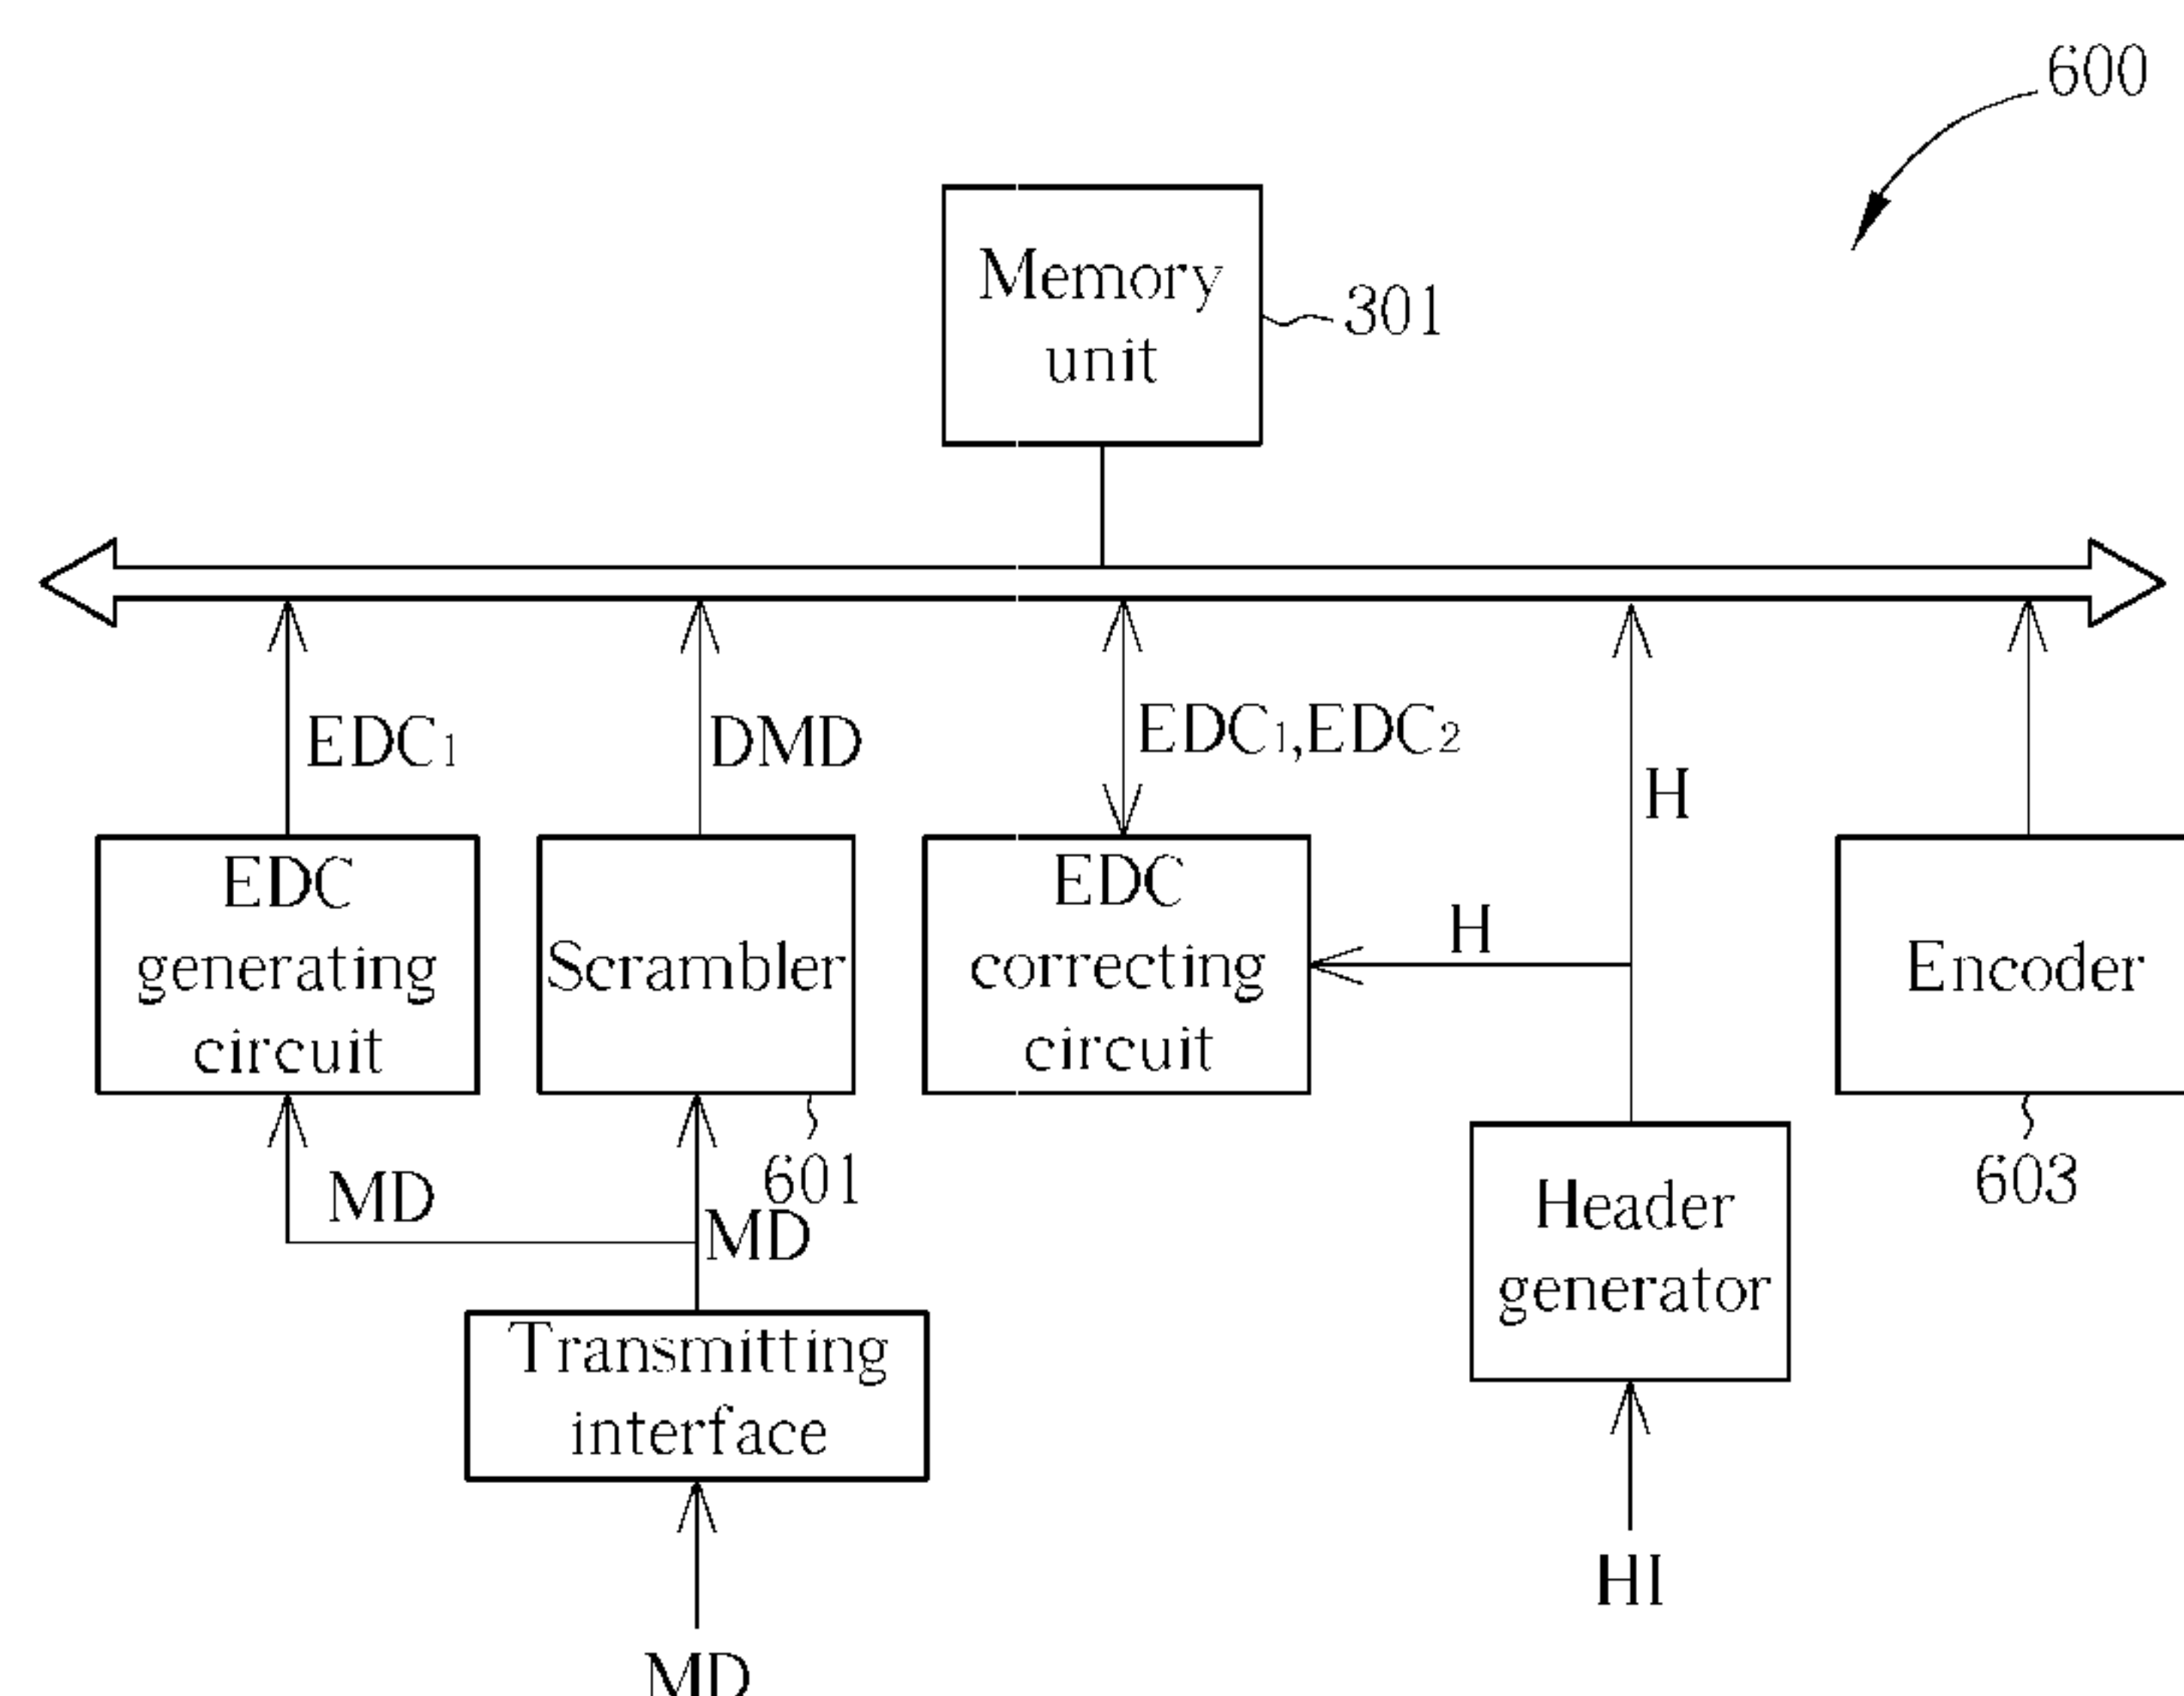 600
Memory
unit
301
EDC1
DMD
EDC1,EDC2
H
EDC
generating
circuit
Scrambler
EDC
correcting
circuit
H
Encoder
MD
601
MD
603
Header
generator
Transmitting
interface
HI
MD